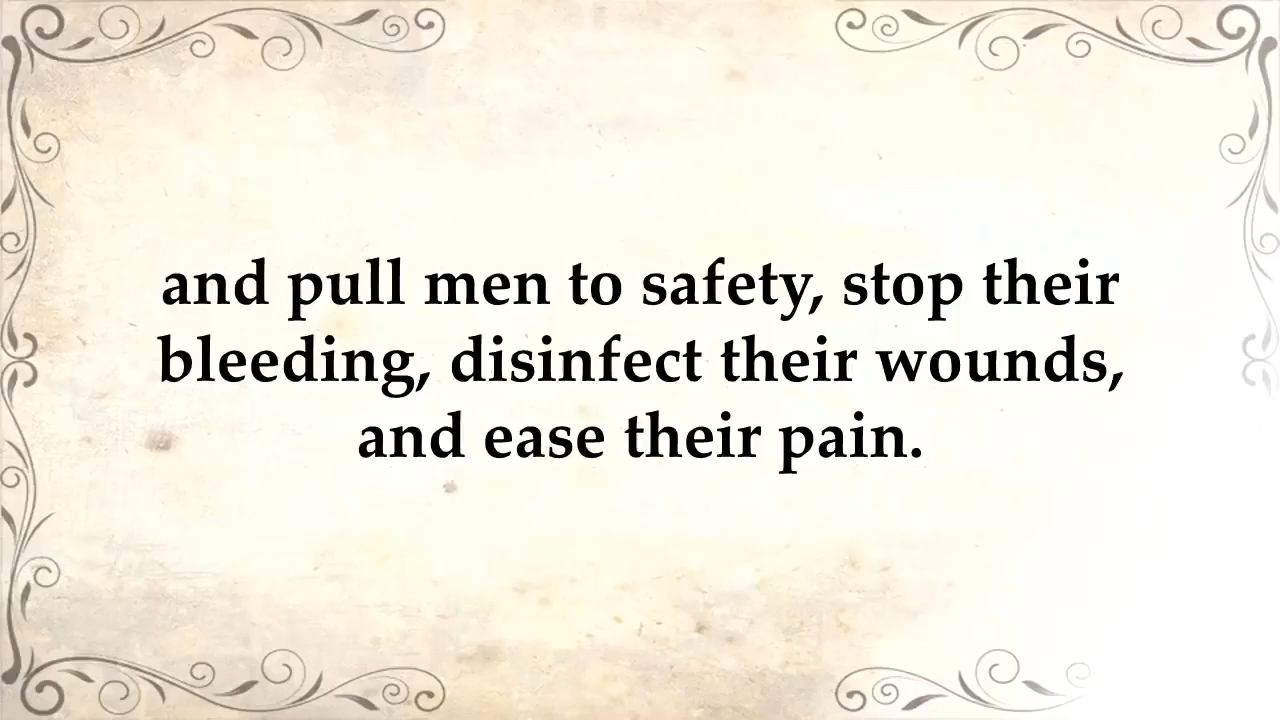 and pull men to safety, stop their
bleeding, disinfect their wounds,
and ease their pain.